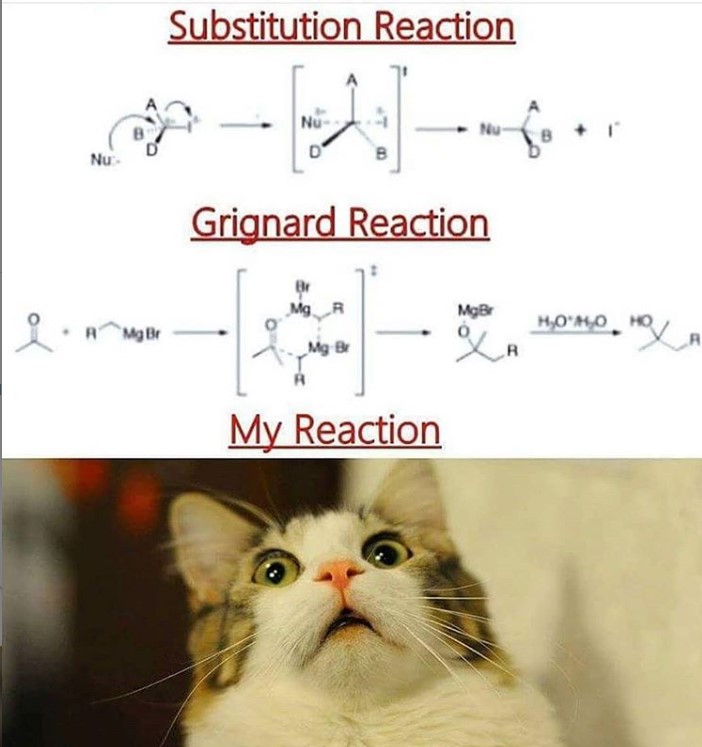 Substitution Reaction
A
B
D
Nu:-
I
[
A
Nu
I
D
B
]‡
A
Nu
B
D
+ I⁻
Grignard Reaction
O
+
R
MgBr
[
Br
Mg
R
O
Mg Br
R
]‡
MgBr
O
R
H₃O⁺/H₂O
HO
R
My Reaction